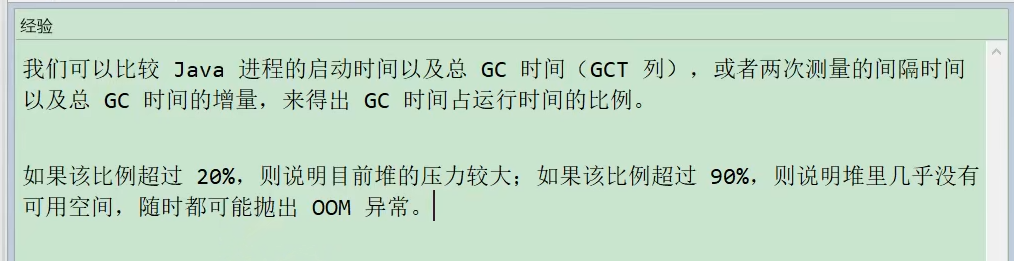 经验
我们可以比较 Java 进程的启动时间以及总 GC 时间（GCT 列），或者两次测量的间隔时间
以及总 GC 时间的增量，来得出 GC 时间占运行时间的比例。
如果该比例超过 20%，则说明目前堆的压力较大；如果该比例超过 90%，则说明堆里几乎没有
可用空间，随时都可能抛出 OOM 异常。